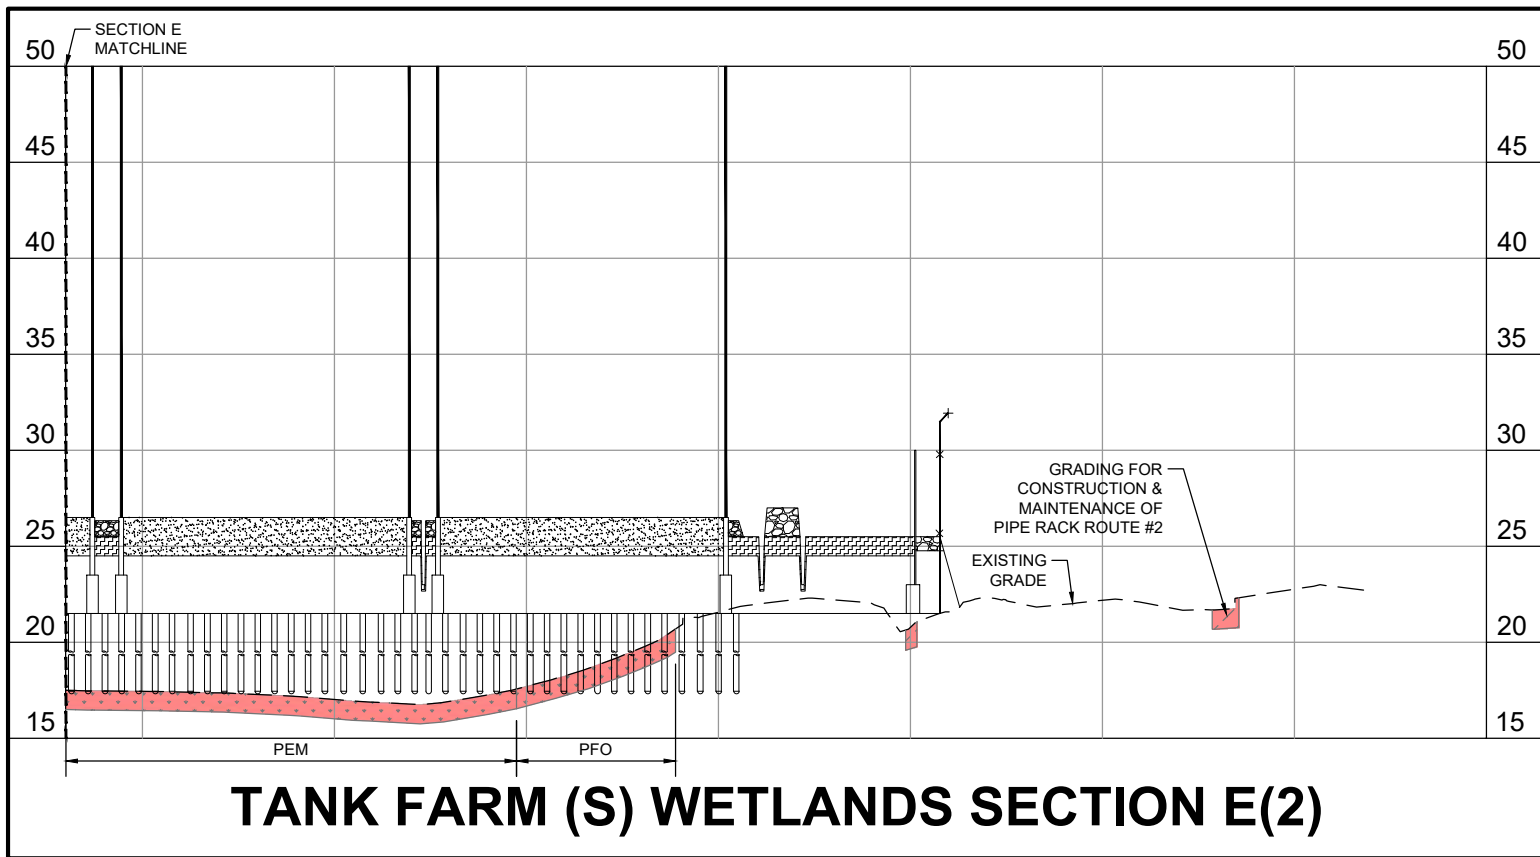 SECTION E
MATCHLINE
50
50
45
45
40
40
35
35
30
30
GRADING FOR
CONSTRUCTION &
MAINTENANCE OF
PIPE RACK ROUTE #2
25
25
EXISTING
GRADE
20
20
15
15
PEM
PFO
TANK FARM (S) WETLANDS SECTION E(2)